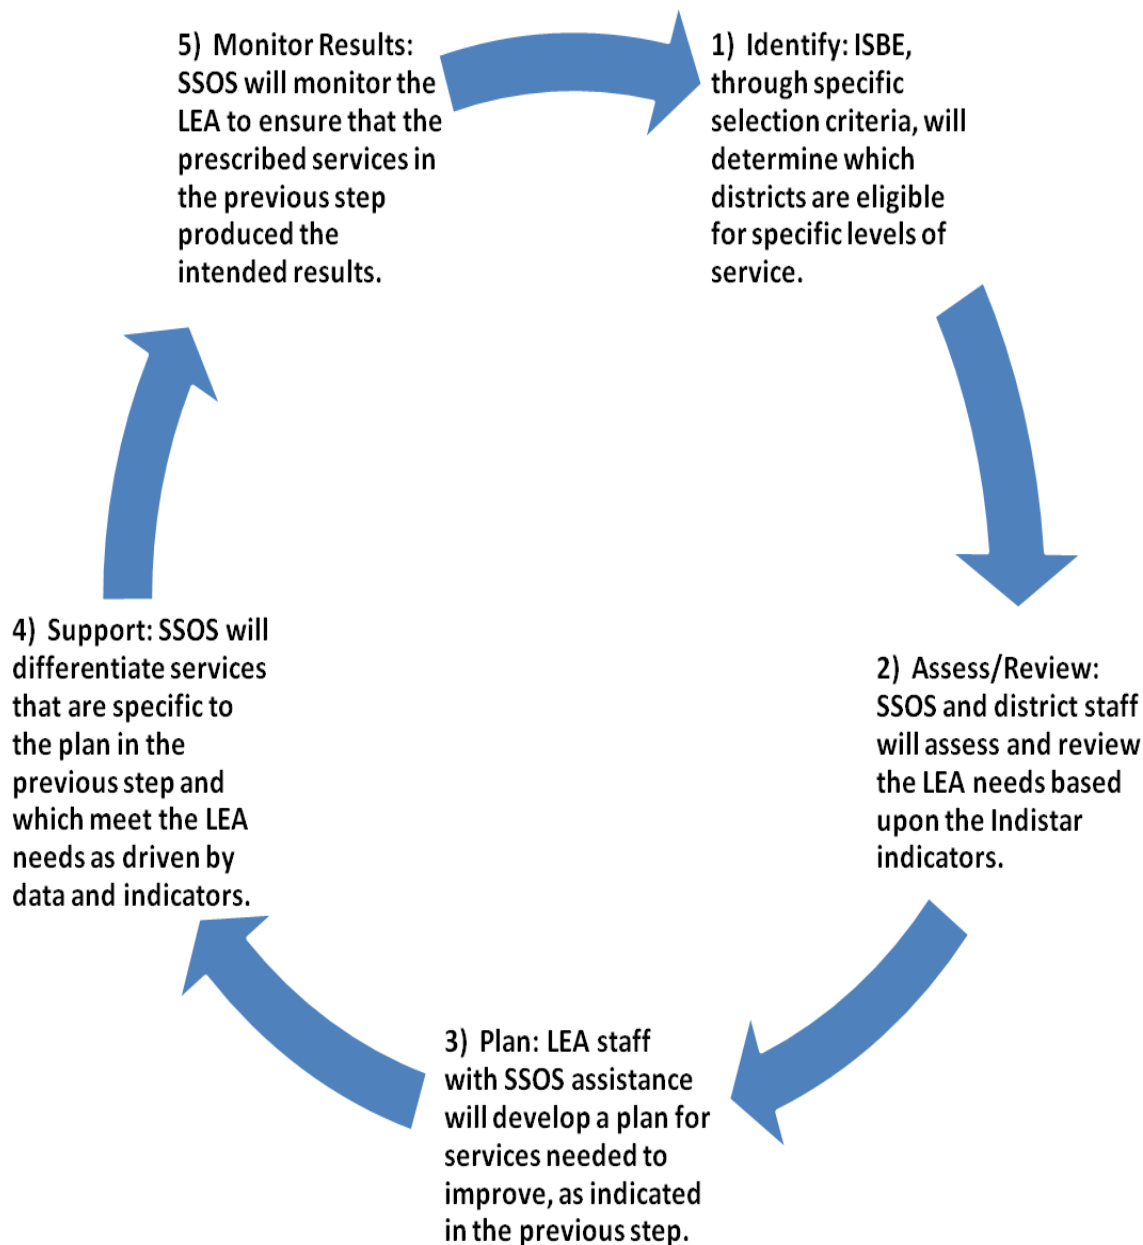 1) Identify: ISBE,
through specific
selection criteria, will
determine which
districts are eligible
for specific levels of
service.
2) Assess/Review:
SSOS and district staff
will assess and review
the LEA needs based
upon the Indistar
indicators.
3) Plan: LEA staff
with SSOS assistance
will develop a plan for
services needed to
improve, as indicated
in the previous step.
4) Support: SSOS will
differentiate services
that are specific to
the plan in the
previous step and
which meet the LEA
needs as driven by
data and indicators.
5) Monitor Results:
SSOS will monitor the
LEA to ensure that the
prescribed services in
the previous step
produced the
intended results.